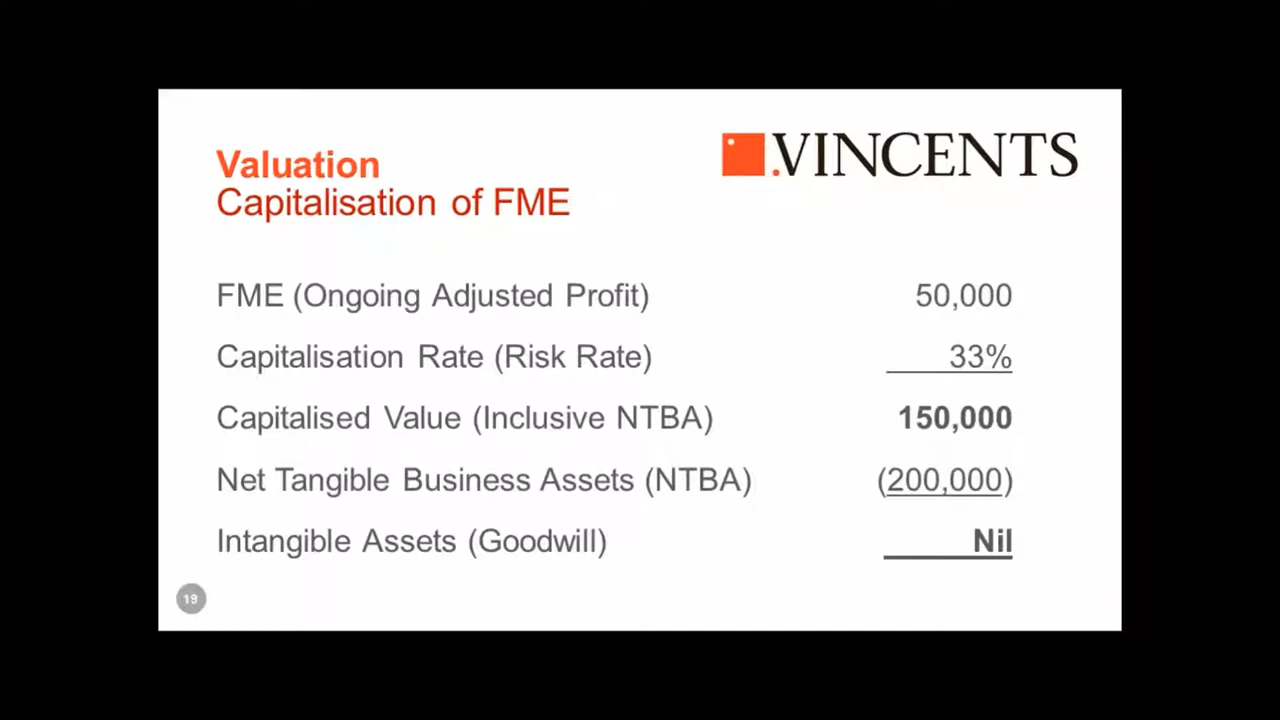 Valuation
.VINCENTS
Capitalisation of FME
FME (Ongoing Adjusted Profit) 50,000
Capitalisation Rate (Risk Rate) 33%
Capitalised Value (Inclusive NTBA) 150,000
Net Tangible Business Assets (NTBA) (200,000)
Intangible Assets (Goodwill) Nil
19